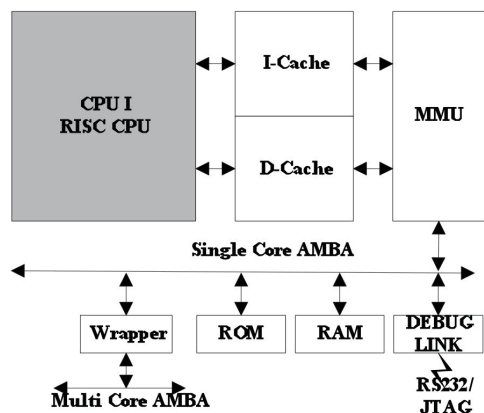 CPU I
RISC CPU
I-Cache
D-Cache
MMU
Single Core AMBA
Wrapper
ROM
RAM
DEBUG
LINK
Multi Core AMBA
RS232/
JTAG